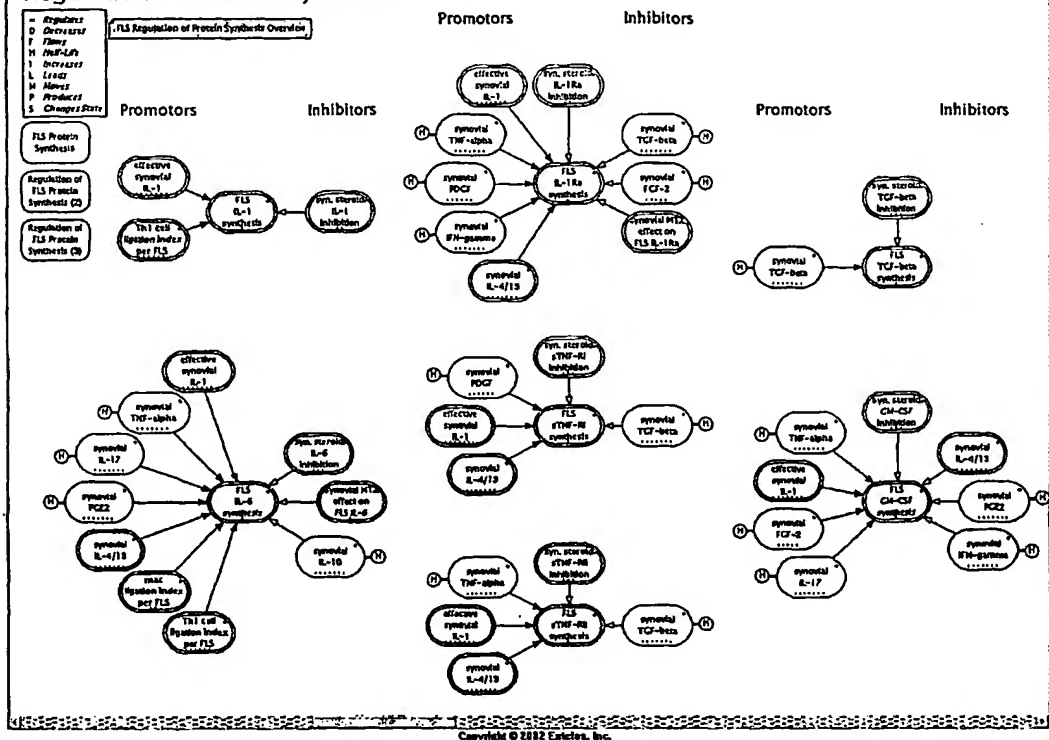 = Regulates
D Decreases
F Flows
H Half-Life
I Increases
L Leads
M Moves
P Produces
S Changes State
FLS Regulation of Protein Synthesis Overview
FLS Protein
Synthesis
Regulation of
FLS Protein
Synthesis (2)
Regulation of
FLS Protein
Synthesis (3)
Promotors
Inhibitors
effective
synovial
IL-1
Th1 cell
ligation index
per FLS
FLS
IL-1
synthesis
syn. steroid
IL-1
inhibition
Promotors
Inhibitors
effective
synovial
IL-1
syn. steroid
IL-1Ra
inhibition
H
synovial
TNF-alpha
H
synovial
PDGF
H
synovial
IFN-gamma
synovial
IL-4/13
FLS
IL-1Ra
synthesis
synovial
TGF-beta
H
synovial
FGF-2
H
effect on
FLS IL-1Ra
Promotors
Inhibitors
syn. steroid
TGF-beta
inhibition
H
synovial
TGF-beta
FLS
TGF-beta
synthesis
effective
synovial
IL-1
H
synovial
TNF-alpha
H
synovial
IL-17
H
synovial
PGE2
synovial
IL-4/13
mac
ligation index
per FLS
Th1 cell
ligation index
per FLS
FLS
IL-6
synthesis
syn. steroid
IL-6
inhibition
effect on
FLS IL-6
synovial
IL-10
H
syn. steroid
sTNF-RI
inhibition
H
synovial
PDGF
effective
synovial
IL-1
synovial
IL-4/13
FLS
sTNF-RI
synthesis
synovial
TGF-beta
H
syn. steroid
sTNF-RII
inhibition
H
synovial
TNF-alpha
effective
synovial
IL-1
synovial
IL-4/13
FLS
sTNF-RII
synthesis
synovial
TGF-beta
H
syn. steroid
GM-CSF
inhibition
H
synovial
TNF-alpha
effective
synovial
IL-1
H
synovial
FGF-2
H
synovial
IL-17
FLS
GM-CSF
synthesis
synovial
IL-4/13
synovial
PGE2
H
synovial
IFN-gamma
H
Copyright © 2002 Entelos, Inc.